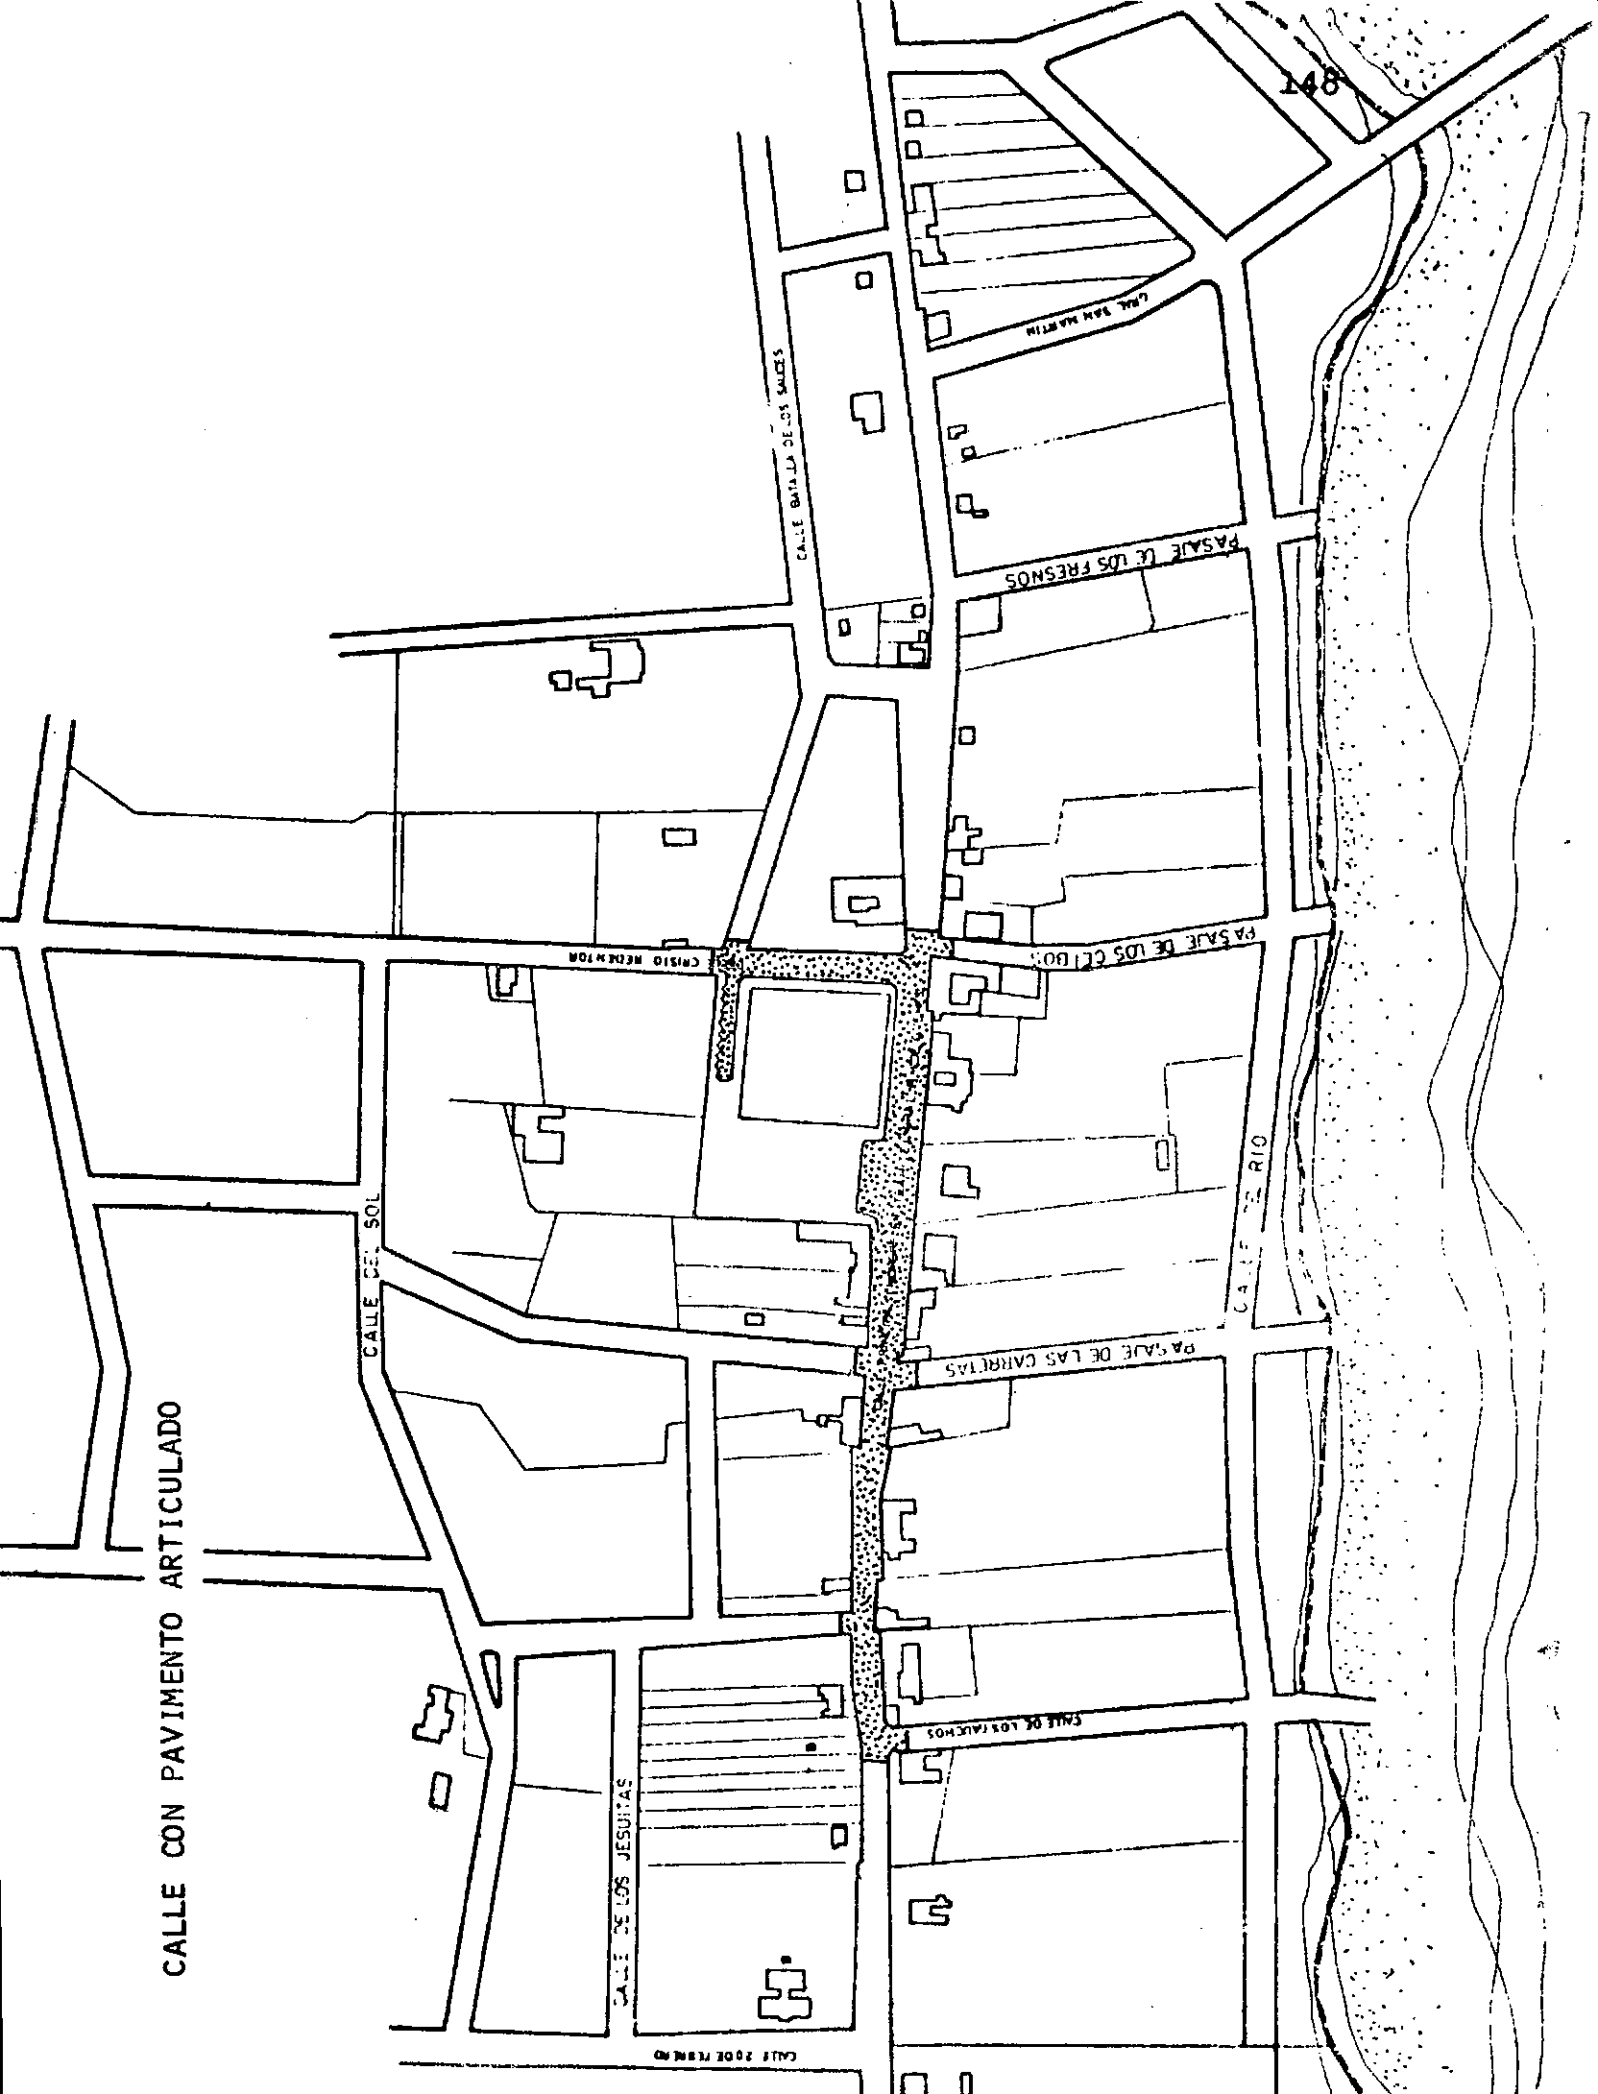 148
GRAL SAN MARTIN
CALLE BATALLA DE LOS SAUCES
PASAJE DE LOS FRESNOS
CRISTO REDENTOR
PASAJE DE LOS CEIBOS
CALLE DEL SOL
RIO
PASAJE DE LAS CARRETAS
CALLE CON PAVIMENTO ARTICULADO
CALLE DE LOS GAUCHOS
CALLE DE LOS JESUITAS
CALLE 20 DE FEBRERO